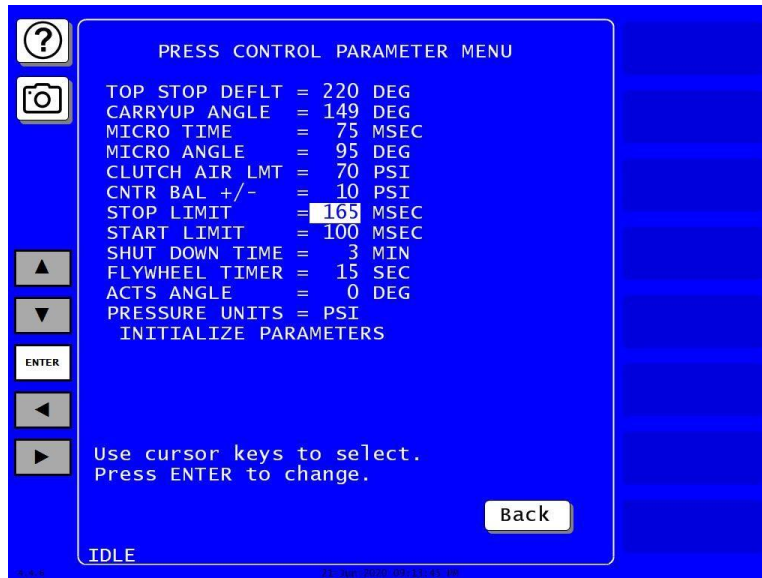 ?
PRESS CONTROL PARAMETER MENU
TOP STOP DEFLT = 220 DEG
CARRYUP ANGLE = 149 DEG
MICRO TIME = 75 MSEC
MICRO ANGLE = 95 DEG
CLUTCH AIR LMT = 70 PSI
CNTR BAL +/- = 10 PSI
STOP LIMIT = 165 MSEC
START LIMIT = 100 MSEC
SHUT DOWN TIME = 3 MIN
FLYWHEEL TIMER = 15 SEC
ACTS ANGLE = 0 DEG
PRESSURE UNITS = PSI
INITIALIZE PARAMETERS
ENTER
Use cursor keys to select.
Press ENTER to change.
Back
IDLE